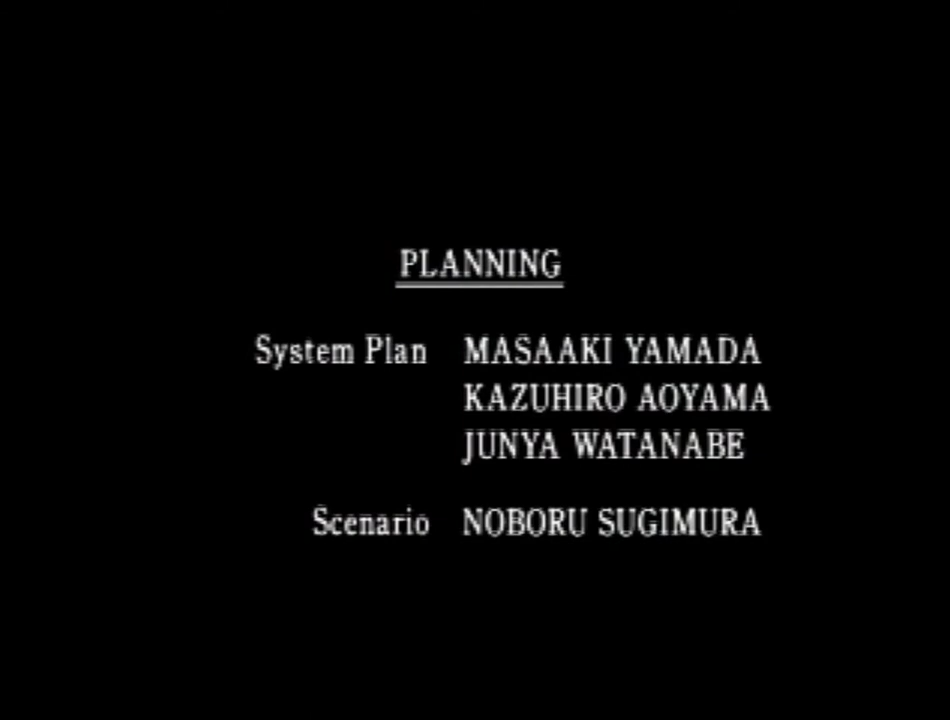 PLANNING
System Plan MASAAKI YAMADA
KAZUHIRO AOYAMA
JUNYA WATANABE
Scenario NOBORU SUGIMURA